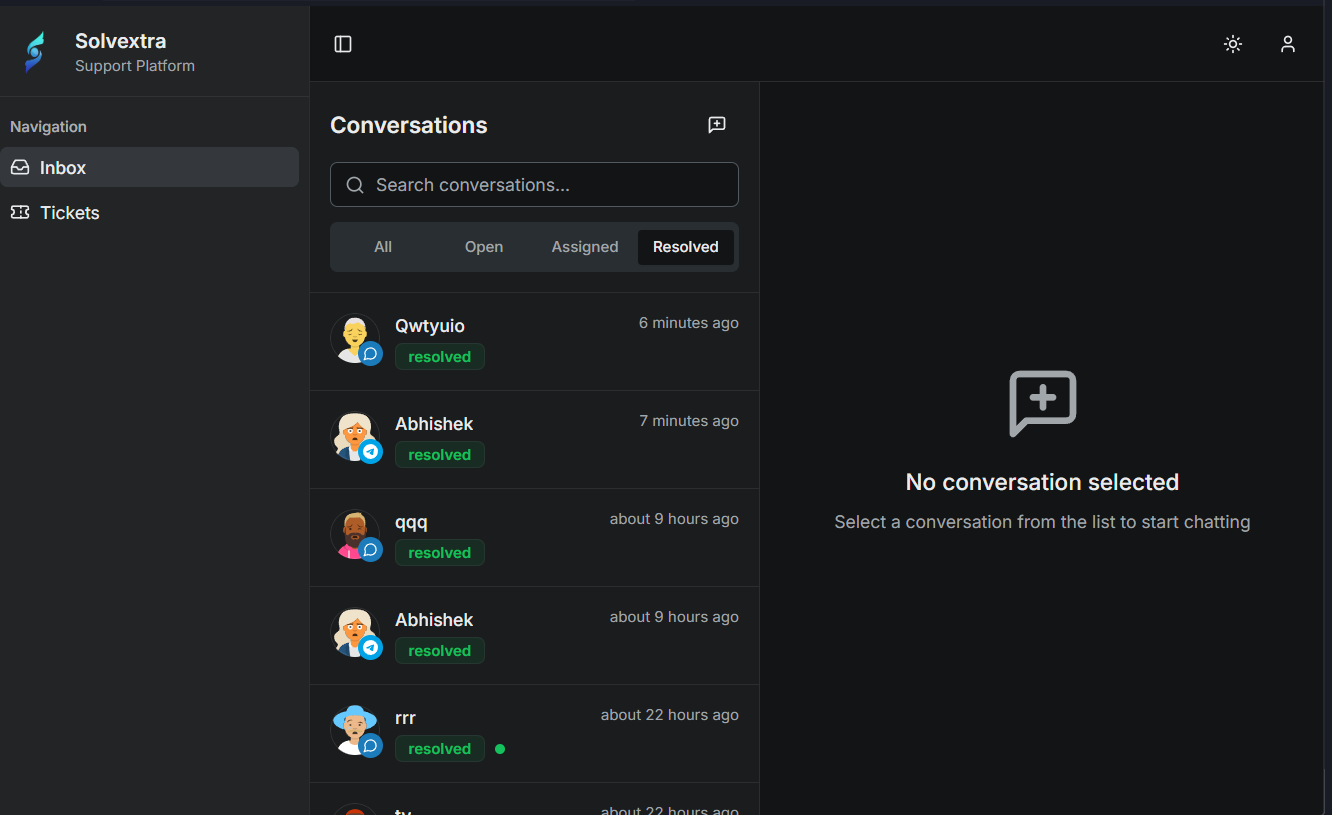 Solvextra
Support Platform
Navigation
Inbox
Tickets
Conversations
Search conversations...
All Open Assigned Resolved
Qwtyuio 6 minutes ago
resolved
Abhishek 7 minutes ago
resolved
qqq about 9 hours ago
resolved
Abhishek about 9 hours ago
resolved
rrr about 22 hours ago
resolved
about 22 hours ago
No conversation selected
Select a conversation from the list to start chatting